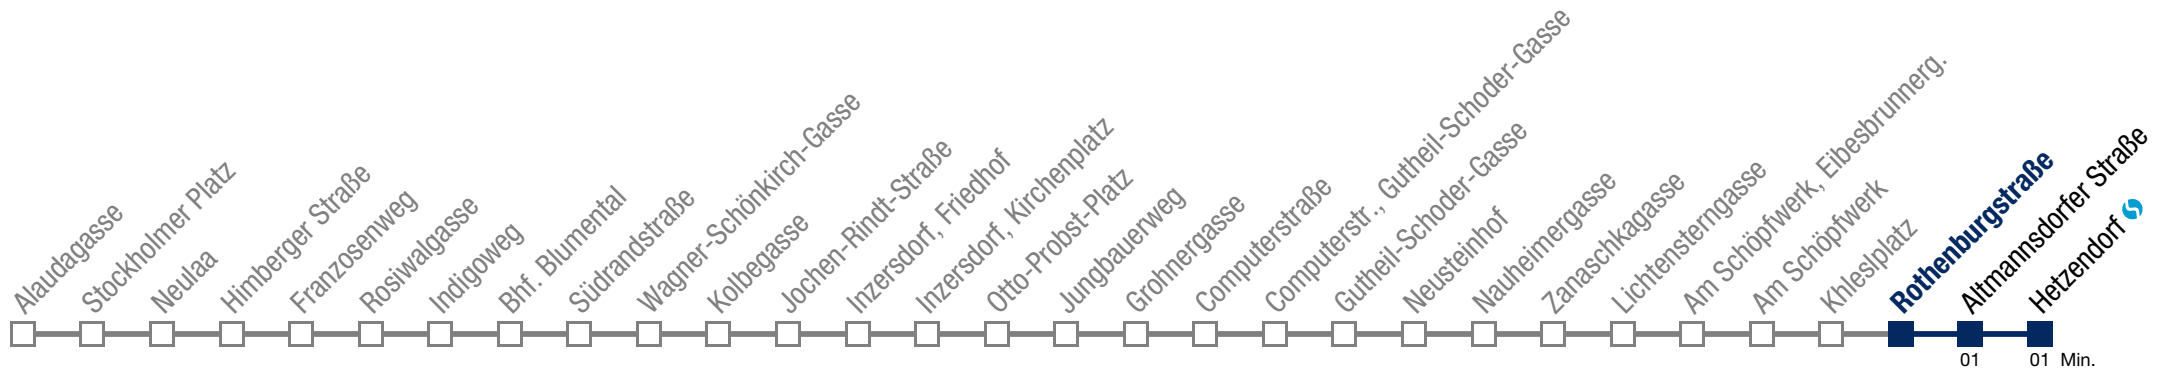 Alaudagasse
Stockholmer Platz
Neulaa
Himberger Straße
Franzosenweg
Rosiwalgasse
Indigoweg
Bhf. Blumental
Südrandstraße
Wagner-Schönkirch-Gasse
Kolbegasse
Jochen-Rindt-Straße
Inzersdorf, Friedhof
Inzersdorf, Kirchenplatz
Otto-Probst-Platz
Jungbauerweg
Grohnergasse
Computerstraße
Computerstr., Gutheil-Schoder-Gasse
Gutheil-Schoder-Gasse
Neusteinhof
Nauheimergasse
Zanaschkagasse
Lichtensterngasse
Am Schöpfwerk, Eibesbrunnerg.
Am Schöpfwerk
Khleslplatz
Rothenburgstraße
Altmannsdorfer Straße
Hetzendorf
01 01 Min.